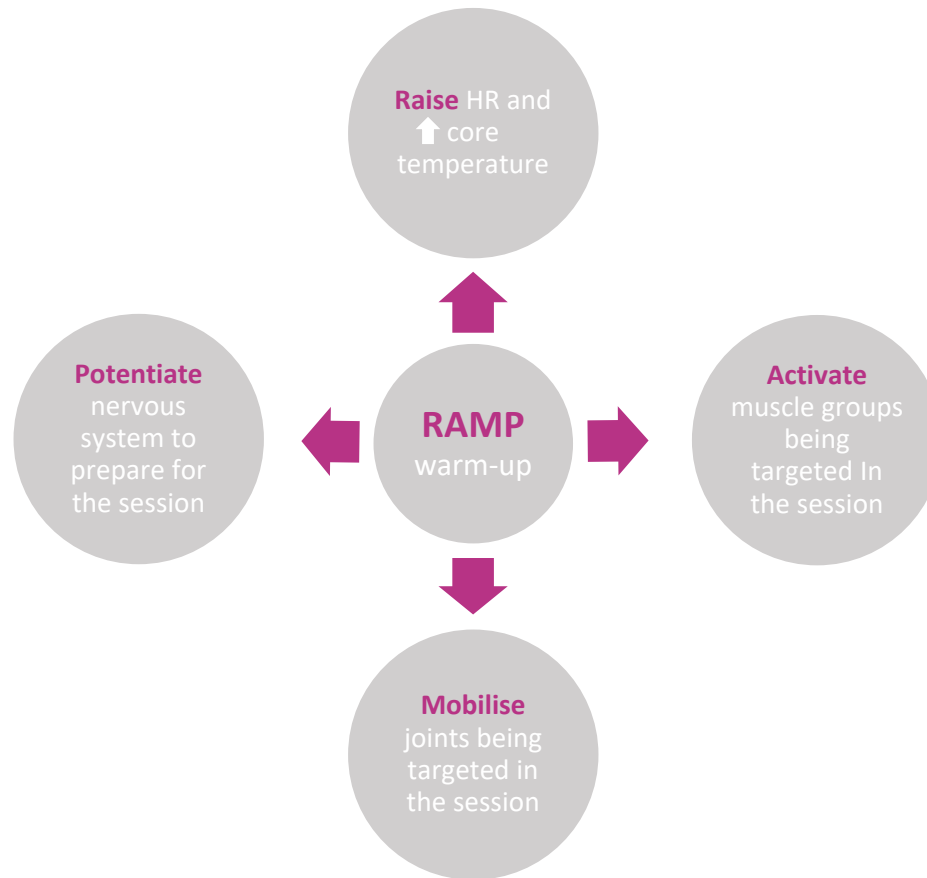 Raise HR and
core
temperature
Potentiate
nervous
system to
prepare for
the session
RAMP
warm-up
Activate
muscle groups
being
targeted In
the session
Mobilise
joints being
targeted in
the session